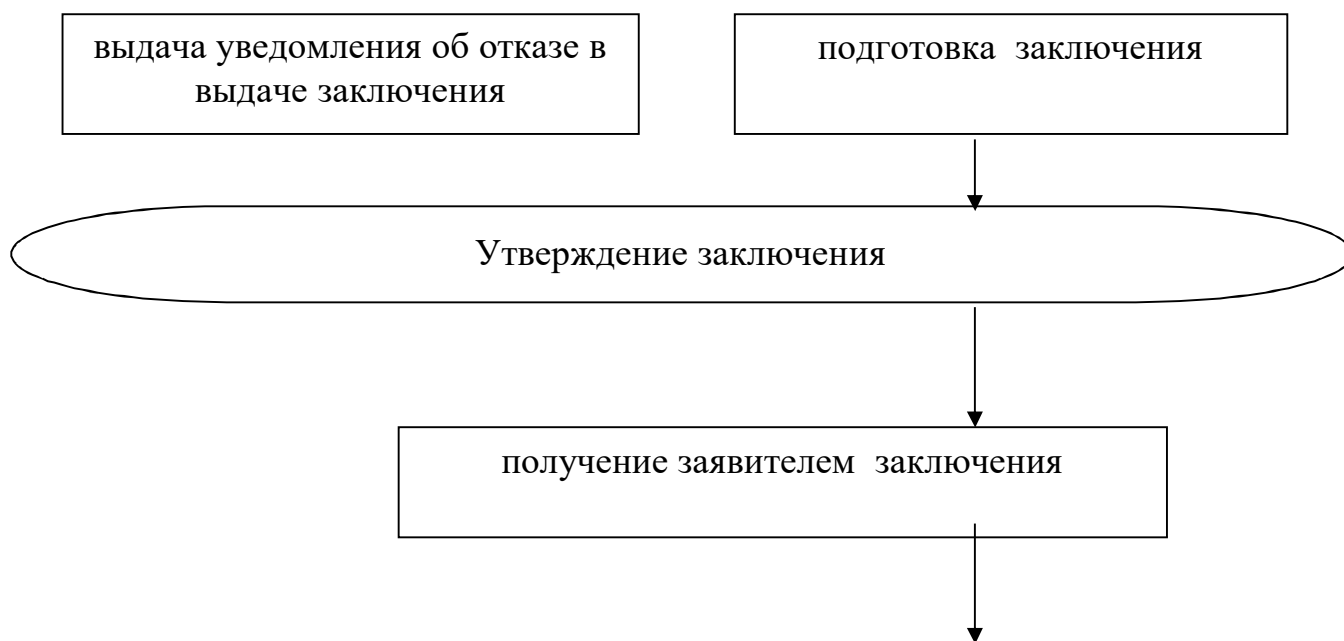 выдача уведомления об отказе в
выдаче заключения
подготовка заключения
Утверждение заключения
получение заявителем заключения